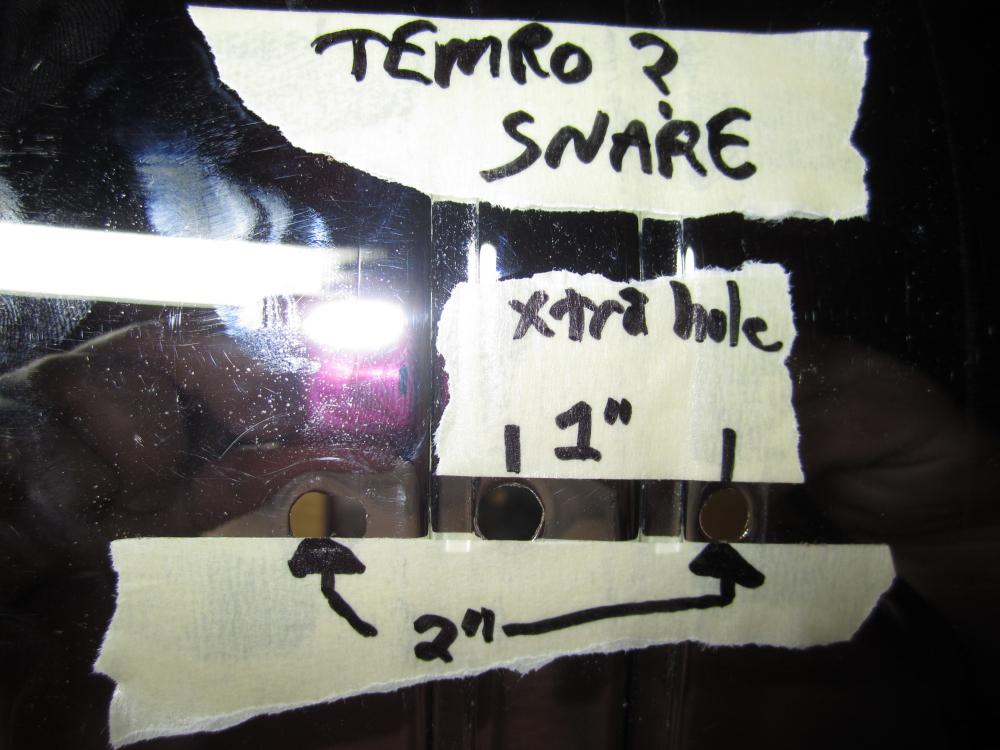 TEMRO ?
SNARE
xtra hole
1"
2"